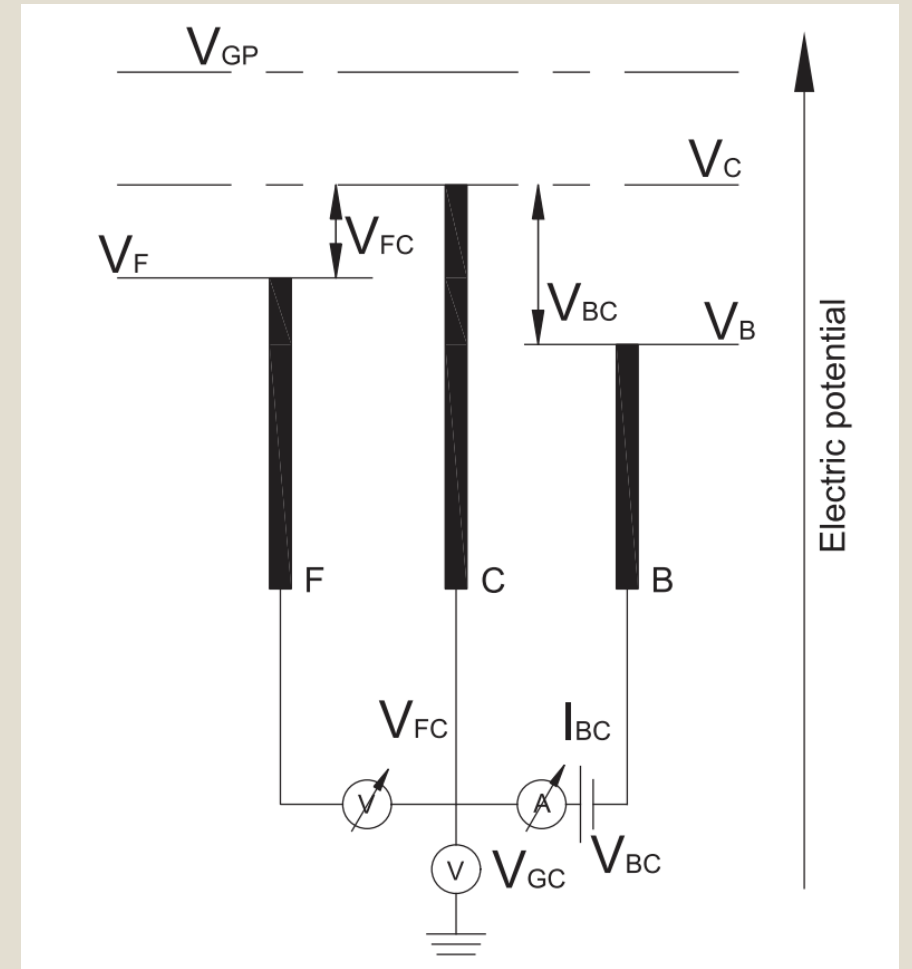 VGP
VC
VFC
VF
VBC
VB
Electric potential
F
C
B
VFC
IBC
V
A
V
VGC
VBC